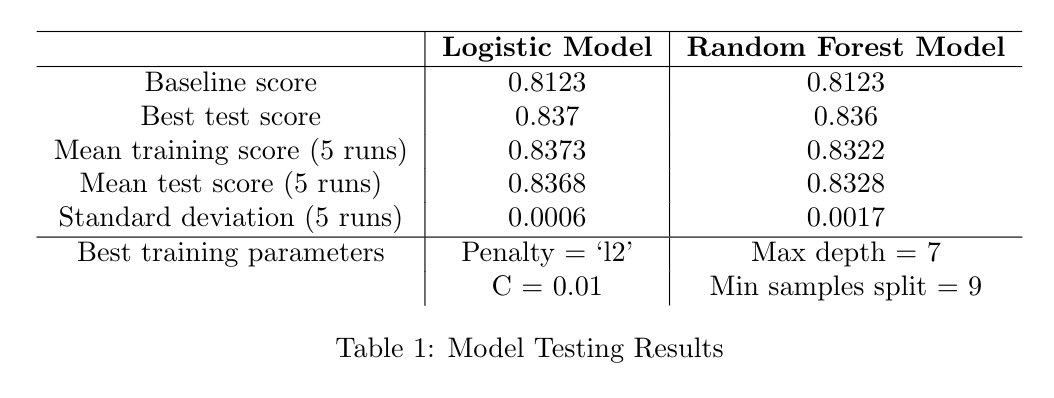 Logistic Model Random Forest Model
Baseline score 0.8123 0.8123
Best test score 0.837 0.836
Mean training score (5 runs) 0.8373 0.8322
Mean test score (5 runs) 0.8368 0.8328
Standard deviation (5 runs) 0.0006 0.0017
Best training parameters Penalty = ‘l2’ Max depth = 7
C = 0.01 Min samples split = 9
Table 1: Model Testing Results